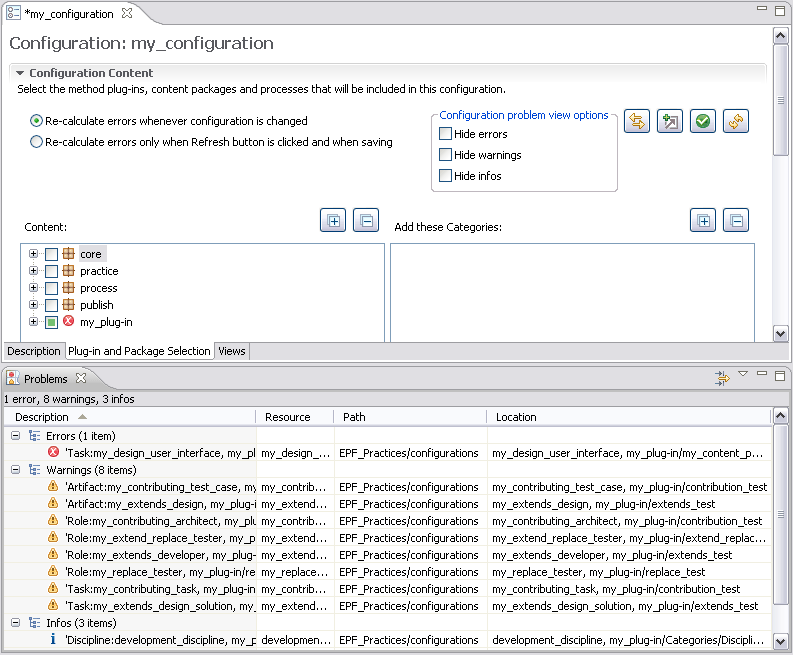 *my_configuration
Configuration: my_configuration
Configuration Content
Select the method plug-ins, content packages and processes that will be included in this configuration.
Re-calculate errors whenever configuration is changed
Re-calculate errors only when Refresh button is clicked and when saving
Configuration problem view options
Hide errors
Hide warnings
Hide infos
Content:
Add these Categories:
core
practice
process
publish
my_plug-in
Description Plug-in and Package Selection Views
Problems
1 error, 8 warnings, 3 infos
Description Resource Path Location
Errors (1 item)
'Task:my_design_user_interface, my_pl my_design_... EPF_Practices/configurations my_design_user_interface, my_plug-in/my_content_p...
Warnings (8 items)
'Artifact:my_contributing_test_case, my my_contrib... EPF_Practices/configurations my_contributing_test_case, my_plug-in/contribution_test
'Artifact:my_extends_design, my_plug-i my_extend... EPF_Practices/configurations my_extends_design, my_plug-in/extends_test
'Role:my_contributing_architect, my_plu my_contrib... EPF_Practices/configurations my_contributing_architect, my_plug-in/contribution_test
'Role:my_extend_replace_tester, my_pl my_extend... EPF_Practices/configurations my_extend_replace_tester, my_plug-in/extend_replac...
'Role:my_extends_developer, my_plug- my_extend... EPF_Practices/configurations my_extends_developer, my_plug-in/extends_test
'Role:my_replace_tester, my_plug-in/re my_replace... EPF_Practices/configurations my_replace_tester, my_plug-in/replace_test
'Task:my_contributing_task, my_plug-in my_contrib... EPF_Practices/configurations my_contributing_task, my_plug-in/contribution_test
'Task:my_extends_design_solution, my_ my_extend... EPF_Practices/configurations my_extends_design_solution, my_plug-in/extends_test
Infos (3 items)
'Discipline:development_discipline, my_p developmen... EPF_Practices/configurations development_discipline, my_plug-in/Categories/Discipli...